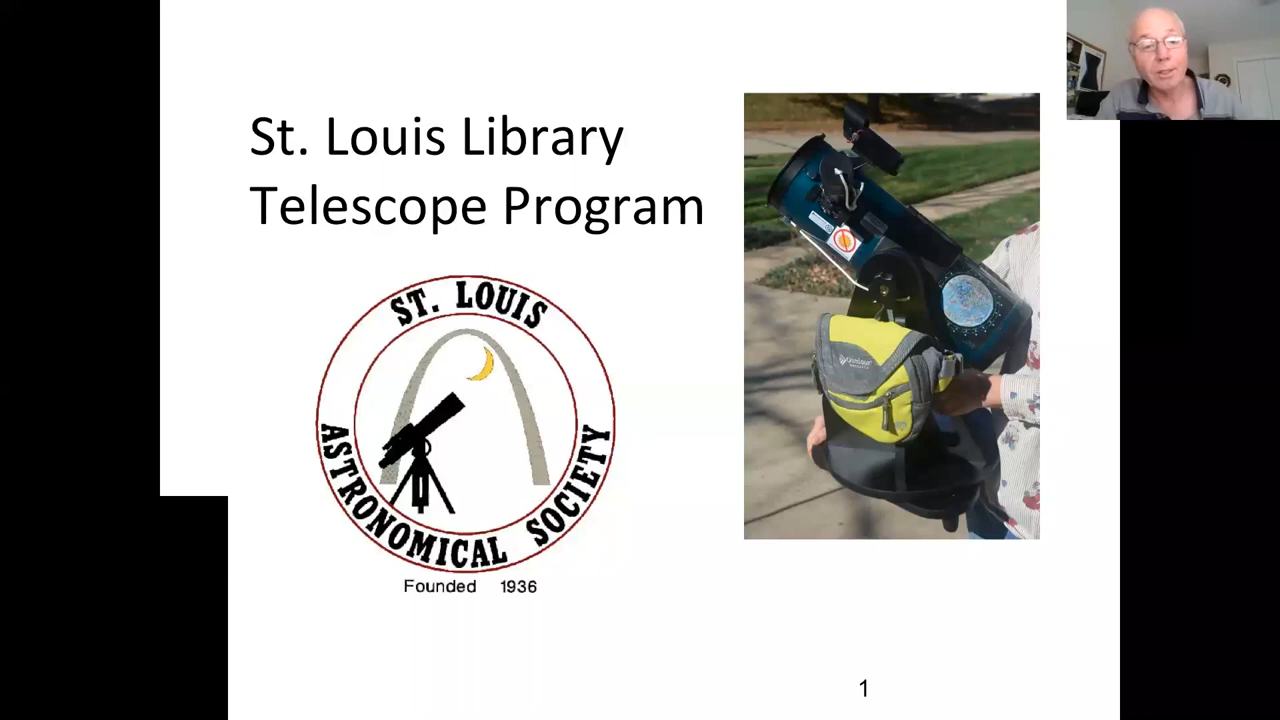 St. Louis Library
Telescope Program
ST. LOUIS
ASTRONOMICAL SOCIETY
Founded 1936
1